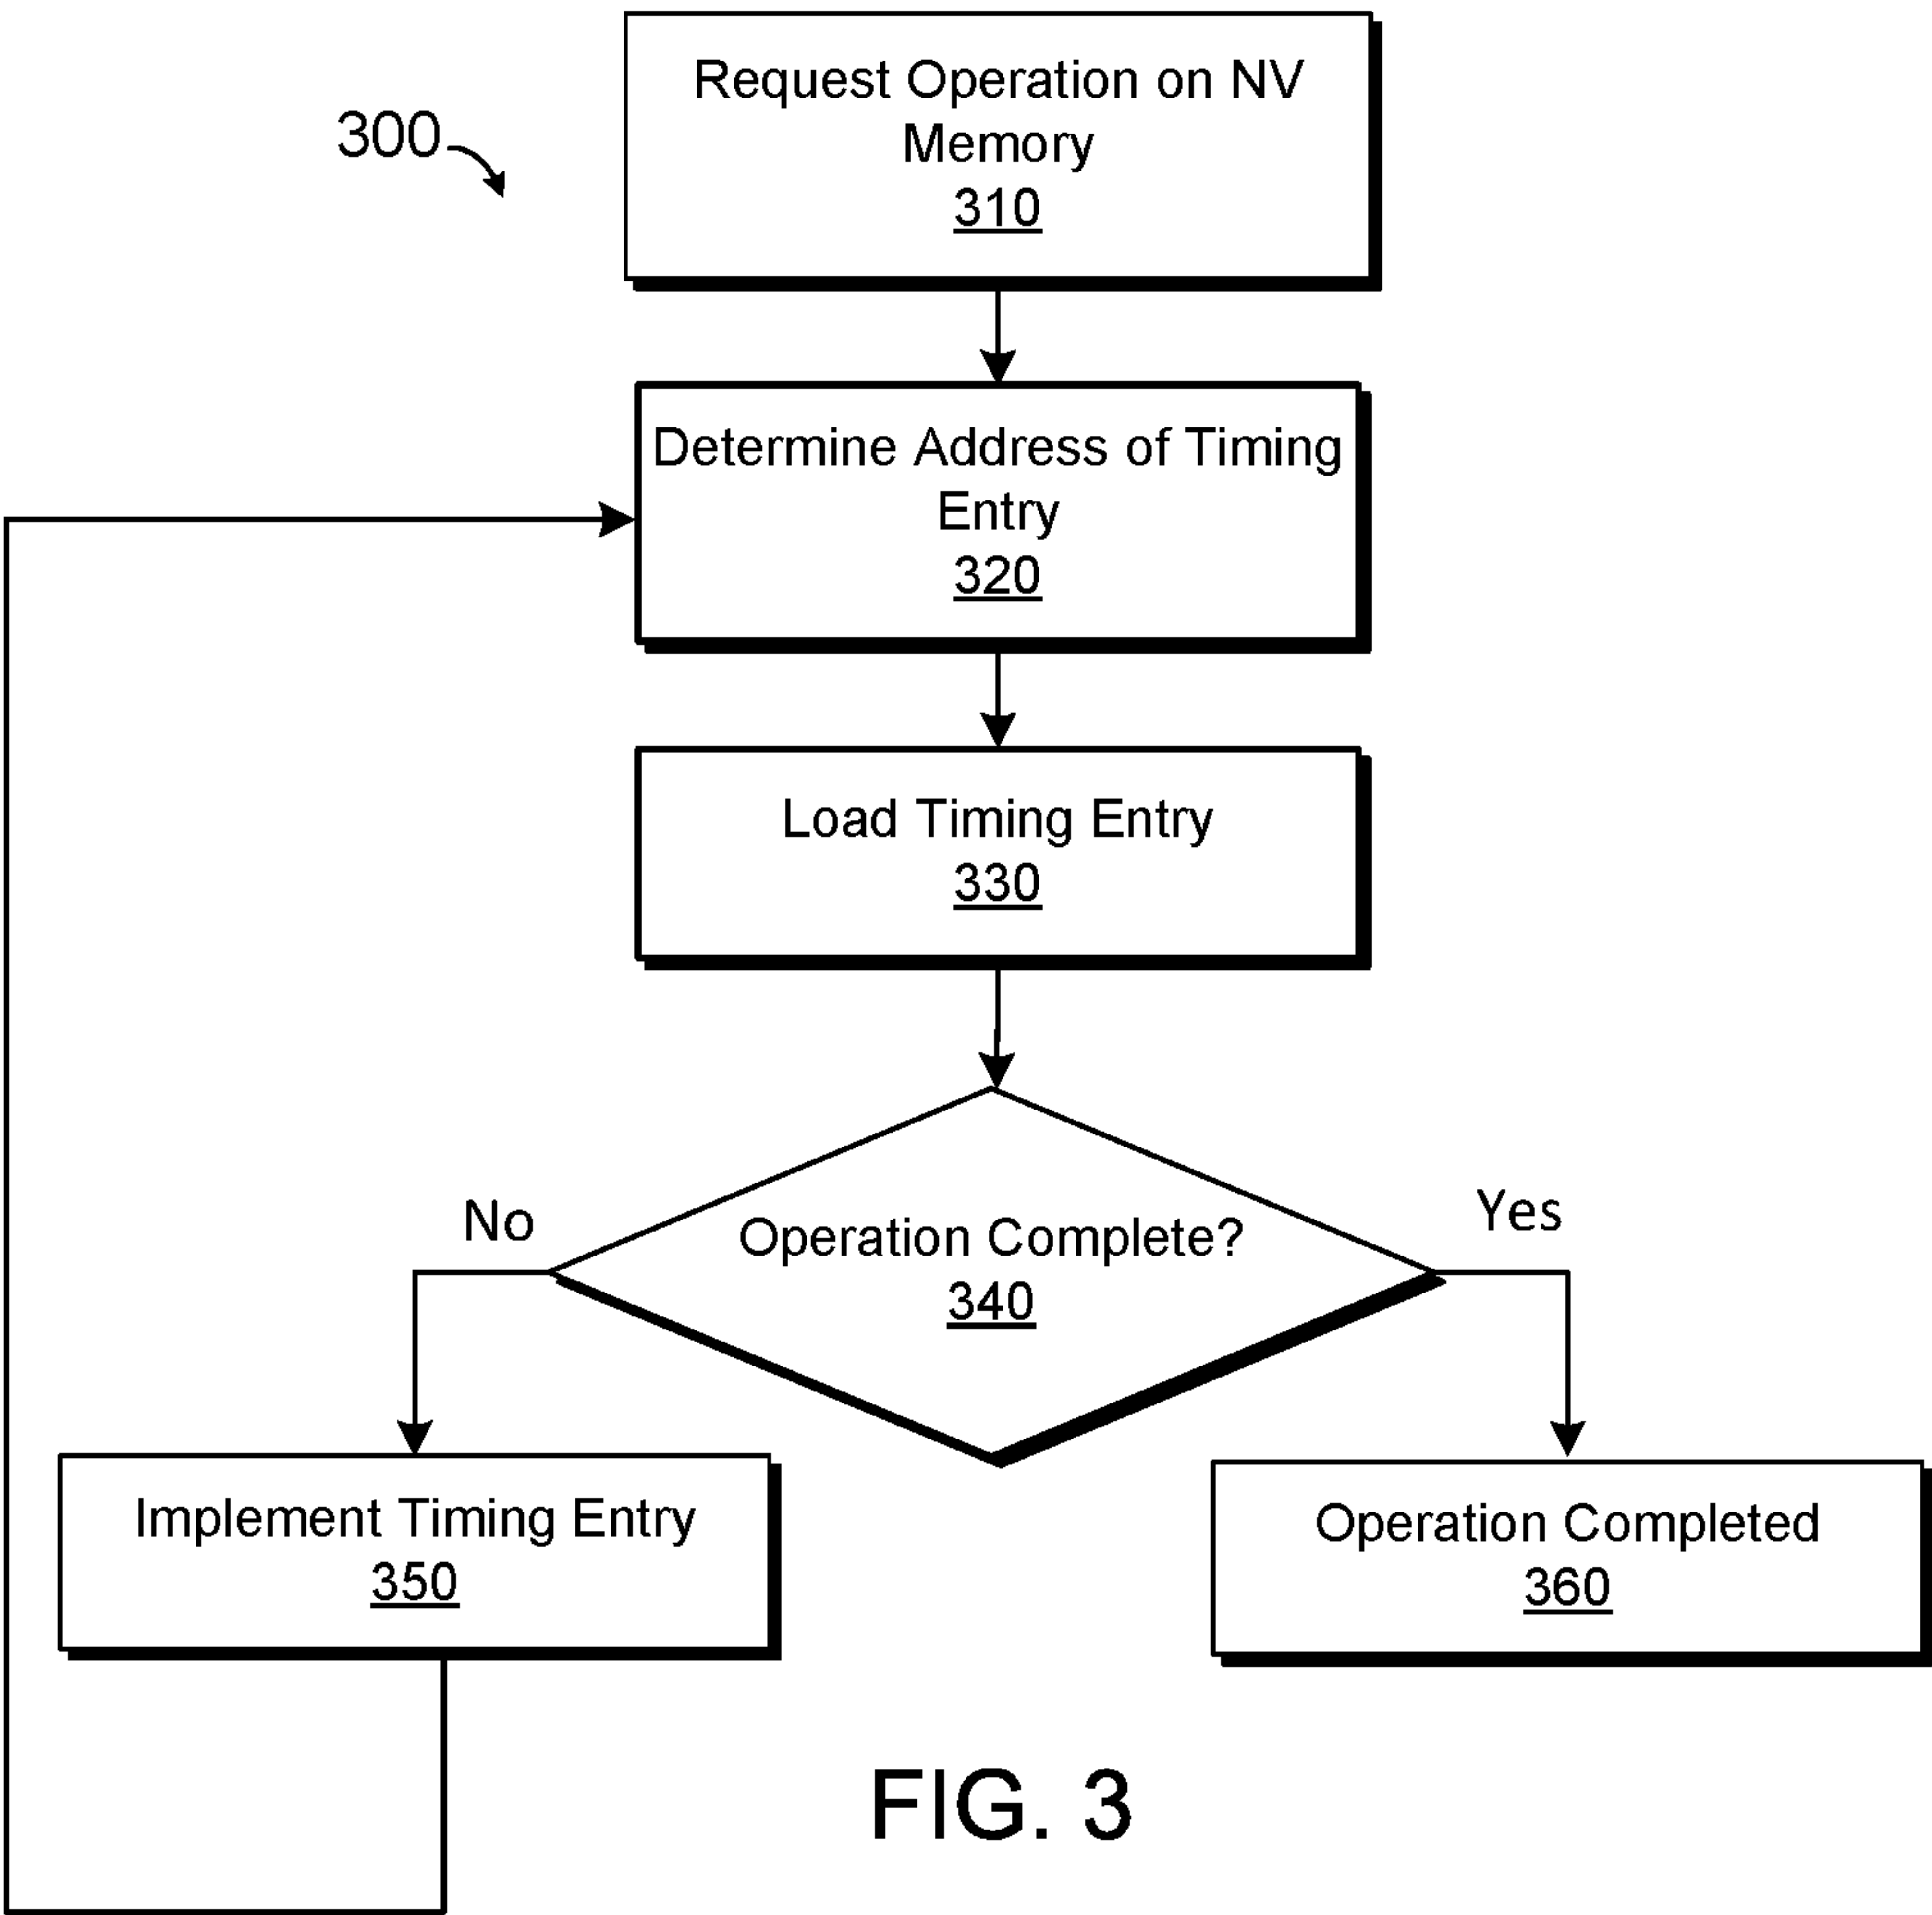 300
Request Operation on NV
Memory
310
Determine Address of Timing
Entry
320
Load Timing Entry
330
No
Operation Complete?
340
Yes
Implement Timing Entry
350
Operation Completed
360
FIG. 3